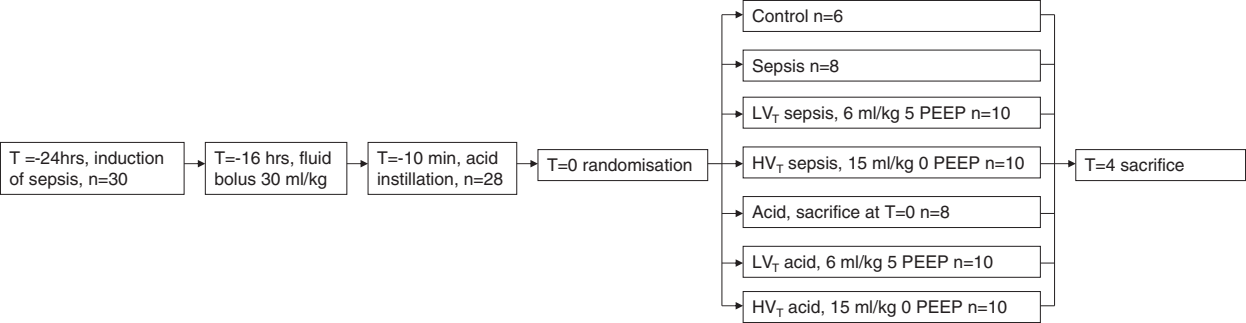 T =-24hrs, induction
of sepsis, n=30
T=-16 hrs, fluid
bolus 30 ml/kg
T=-10 min, acid
instillation, n=28
T=0 randomisation
Control n=6
Sepsis n=8
LVT sepsis, 6 ml/kg 5 PEEP n=10
HVT sepsis, 15 ml/kg 0 PEEP n=10
Acid, sacrifice at T=0 n=8
LVT acid, 6 ml/kg 5 PEEP n=10
HVT acid, 15 ml/kg 0 PEEP n=10
T=4 sacrifice